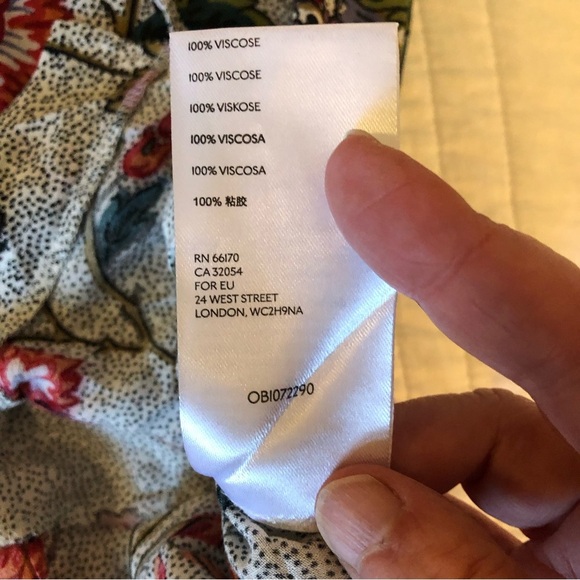 100% VISCOSE
100% VISCOSE
100% VISKOSE
100% VISCOSA
100% VISCOSA
100% 粘胶
RN 66170
CA 32054
FOR EU
24 WEST STREET
LONDON, WC2H9NA
OB1072290